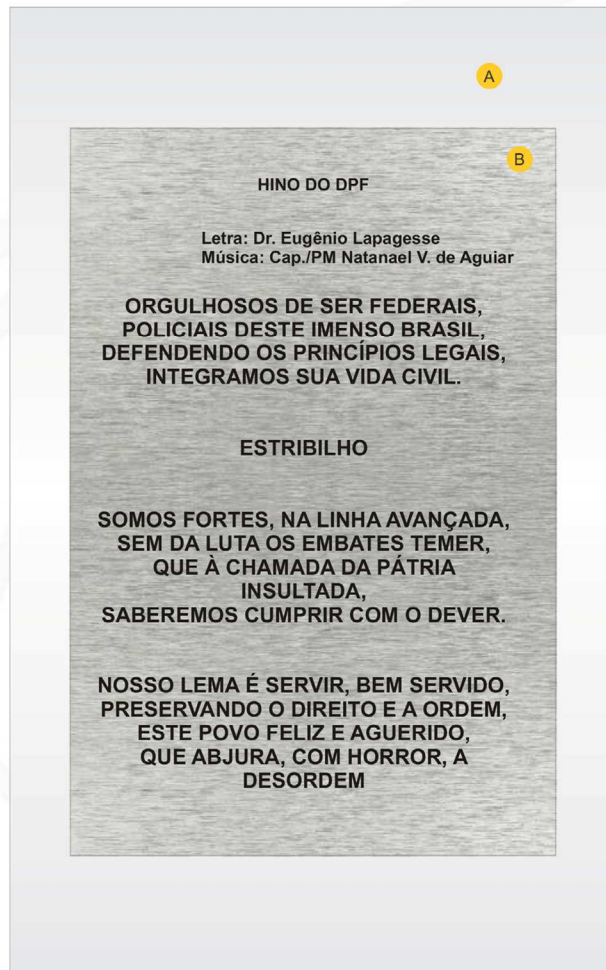 A
B
HINO DO DPF
Letra: Dr. Eugênio Lapagesse
Música: Cap./PM Natanael V. de Aguiar
ORGULHOSOS DE SER FEDERAIS,
POLICIAIS DESTE IMENSO BRASIL,
DEFENDENDO OS PRINCÍPIOS LEGAIS,
INTEGRAMOS SUA VIDA CIVIL.
ESTRIBILHO
SOMOS FORTES, NA LINHA AVANÇADA,
SEM DA LUTA OS EMBATES TEMER,
QUE À CHAMADA DA PÁTRIA
INSULTADA,
SABEREMOS CUMPRIR COM O DEVER.
NOSSO LEMA É SERVIR, BEM SERVIDO,
PRESERVANDO O DIREITO E A ORDEM,
ESTE POVO FELIZ E AGUERIDO,
QUE ABJURA, COM HORROR, A
DESORDEM